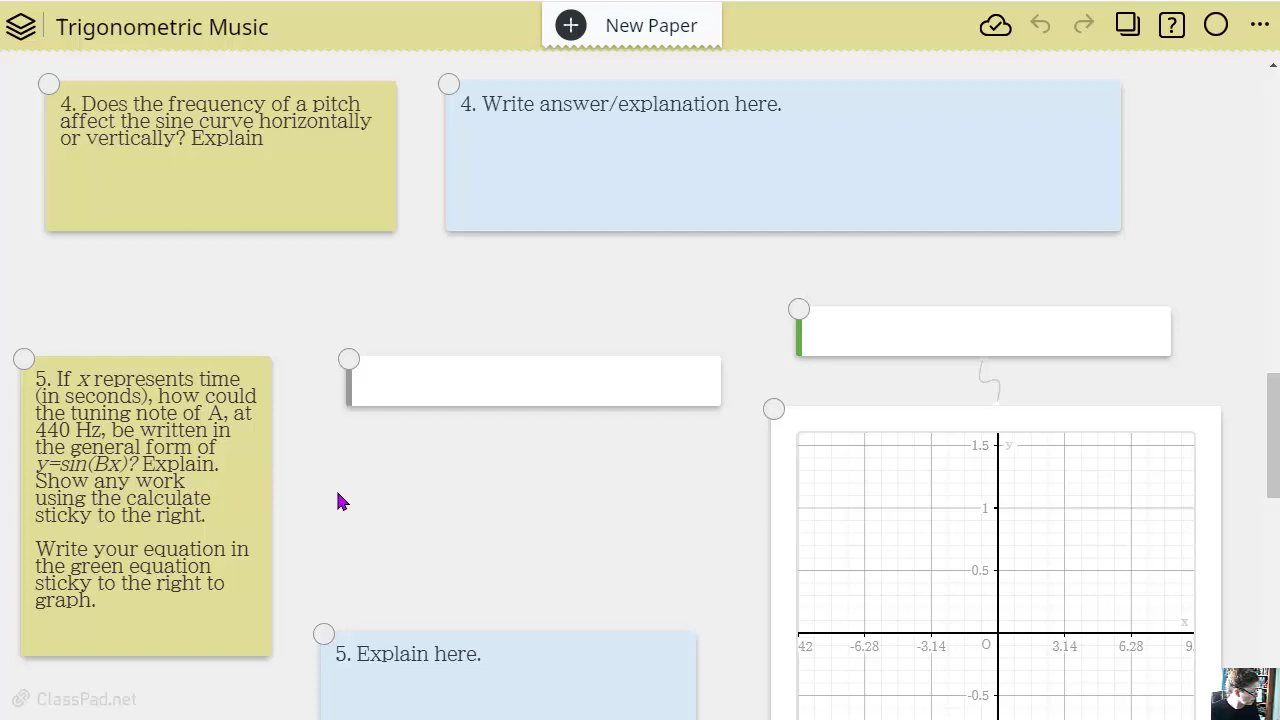 Trigonometric Music
New Paper
4. Does the frequency of a pitch
affect the sine curve horizontally
or vertically? Explain
4. Write answer/explanation here.
5. If x represents time
(in seconds), how could
the tuning note of A, at
440 Hz, be written in
the general form of
y=sin(Bx)? Explain.
Show any work
using the calculate
sticky to the right.
Write your equation in
the green equation
sticky to the right to
graph.
5. Explain here.
1.5
y
1
0.5
x
42
-6.28
-3.14
O
3.14
6.28
9.
-0.5
ClassPad.net